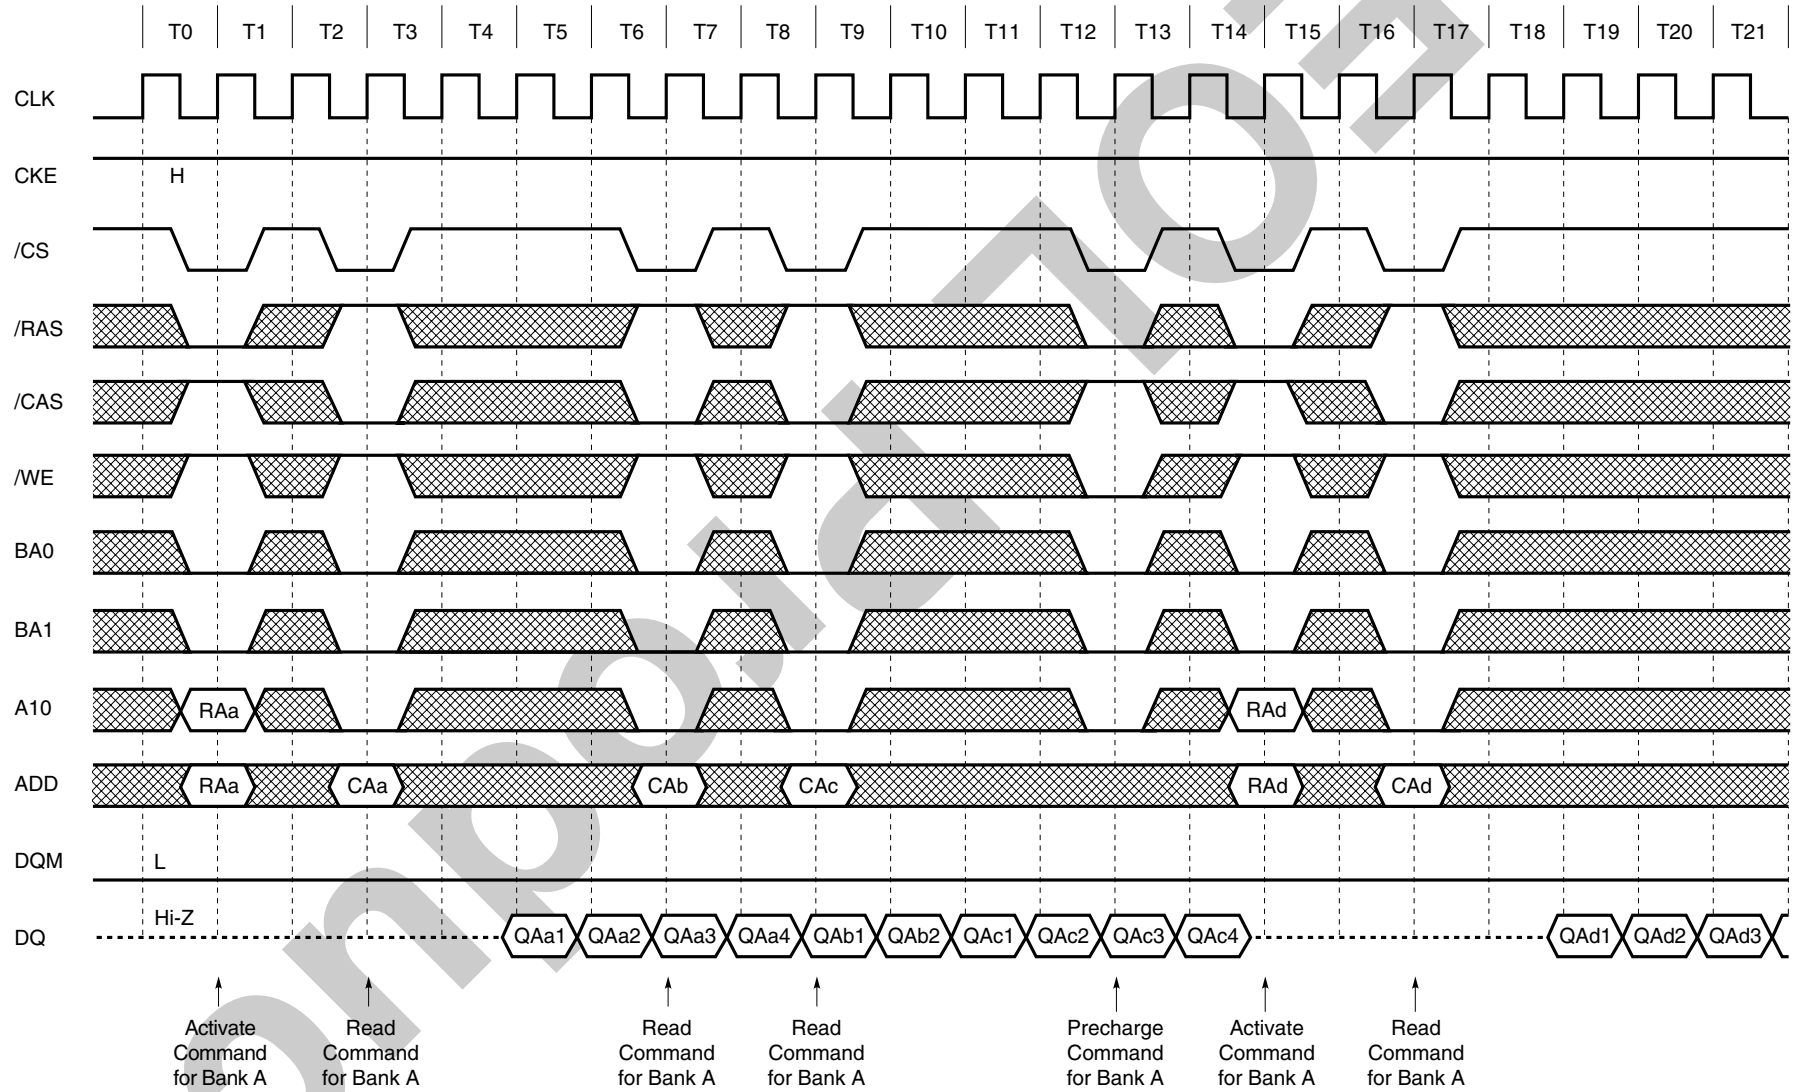 T0 T1 T2 T3 T4 T5 T6 T7 T8 T9 T10 T11 T12 T13 T14 T15 T16 T17 T18 T19 T20 T21
CLK
CKE H
/CS
/RAS
/CAS
/WE
BA0
BA1
A10 RAa RAd
ADD RAa CAa CAb CAc RAd CAd
DQM L
Hi-Z
DQ QAa1 QAa2 QAa3 QAa4 QAb1 QAb2 QAc1 QAc2 QAc3 QAc4 QAd1 QAd2 QAd3
Activate
Command
for Bank A
Read
Command
for Bank A
Read
Command
for Bank A
Read
Command
for Bank A
Precharge
Command
for Bank A
Activate
Command
for Bank A
Read
Command
for Bank A